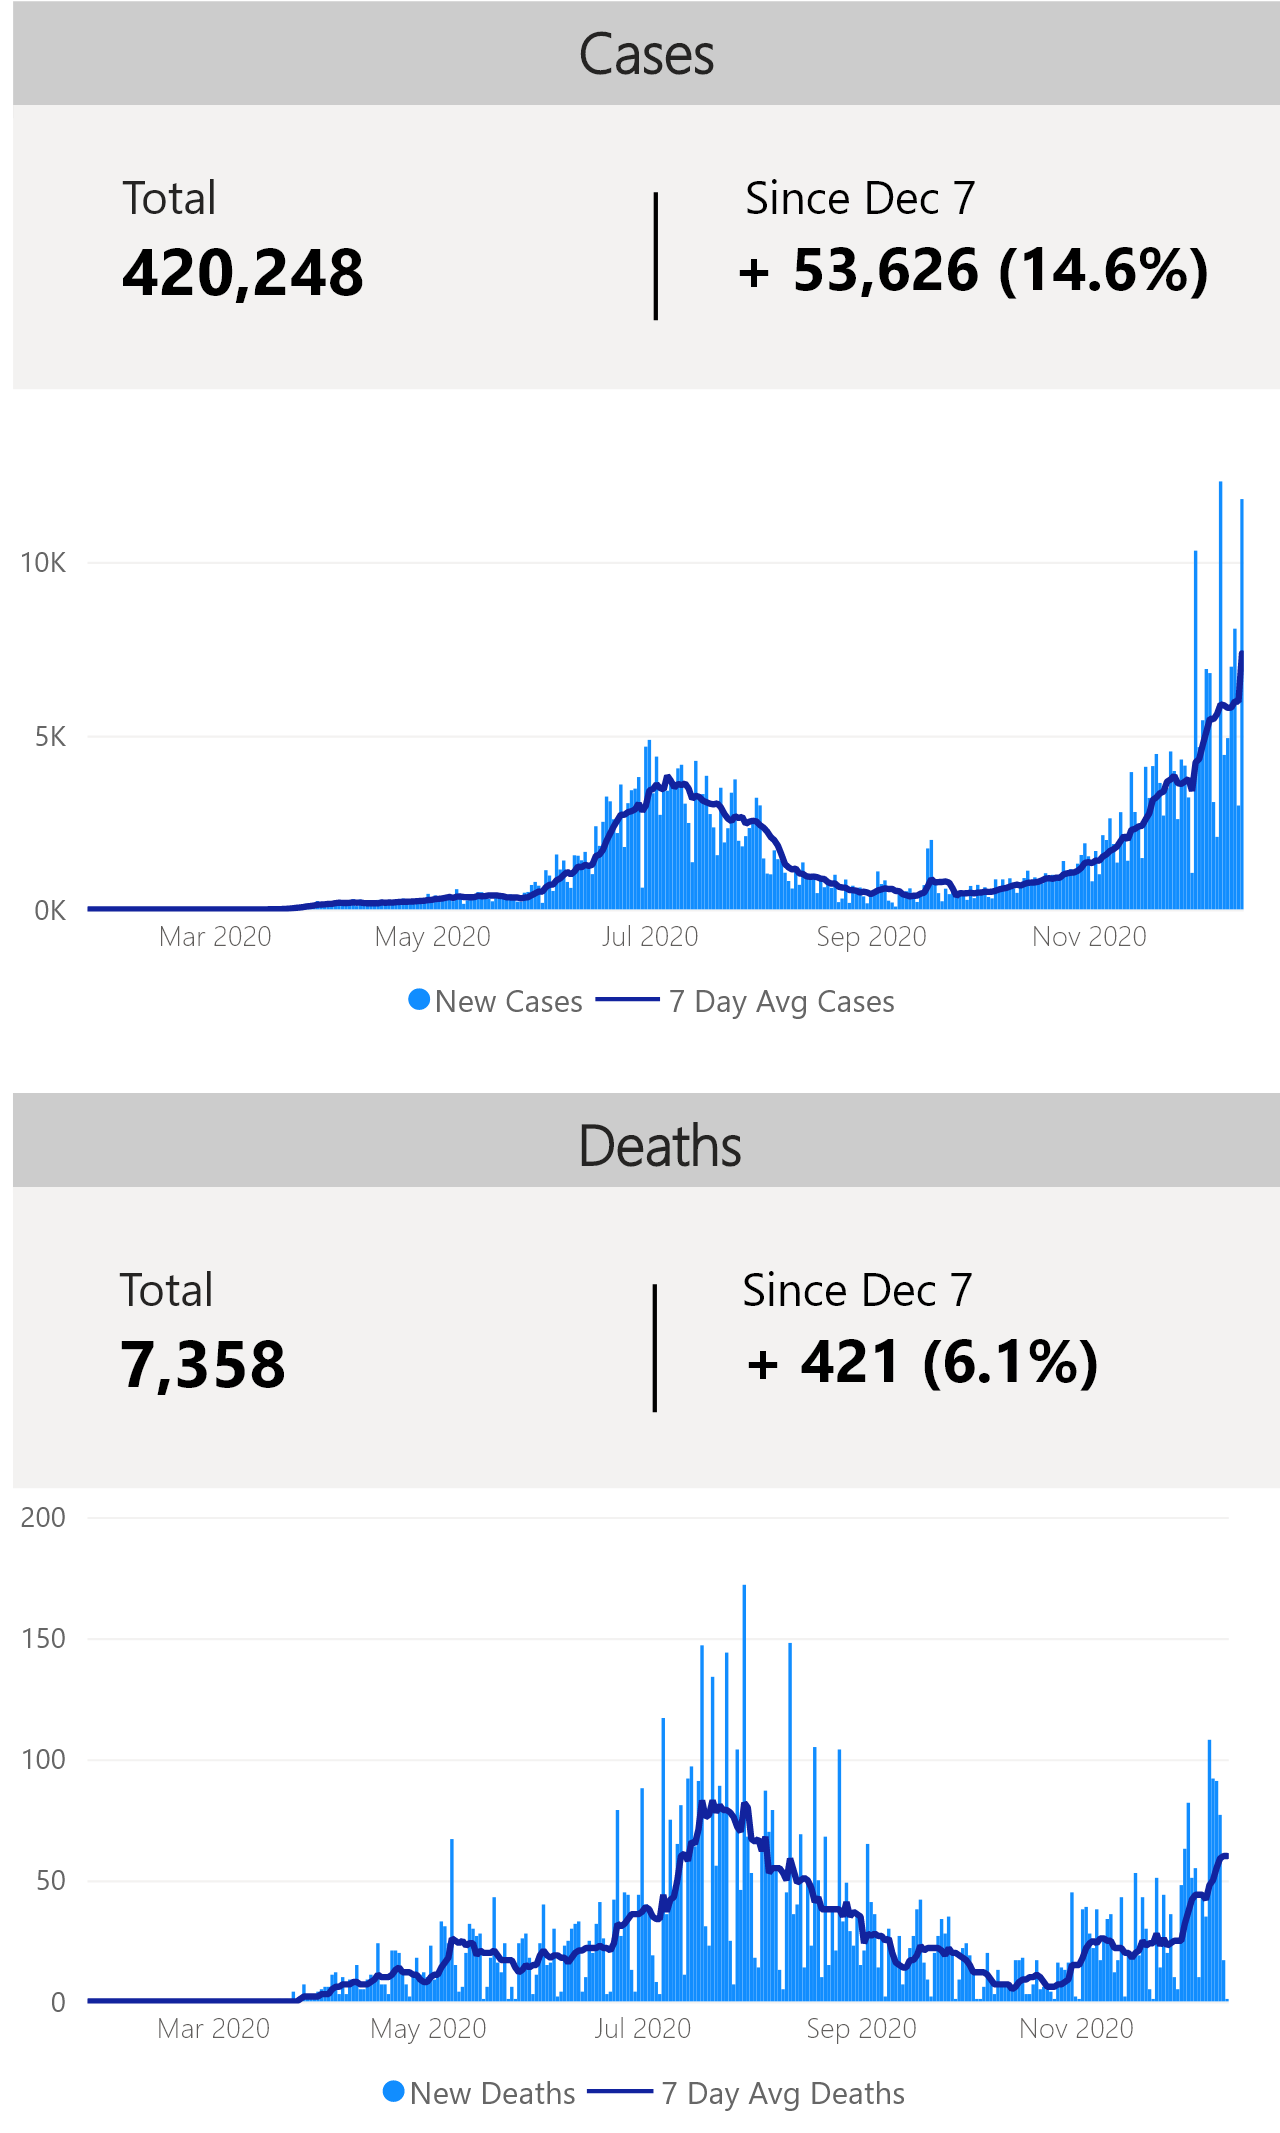 Cases
Total
Since Dec 7
420,248
+ 53,626 (14.6%)
10K
5K
0K
Mar 2020
May 2020
Jul 2020
Sep 2020
Nov 2020
New Cases
7 Day Avg Cases
Deaths
Total
Since Dec 7
7,358
+ 421 (6.1%)
200
150
100
50
0
Mar 2020
May 2020
Jul 2020
Sep 2020
Nov 2020
New Deaths
7 Day Avg Deaths